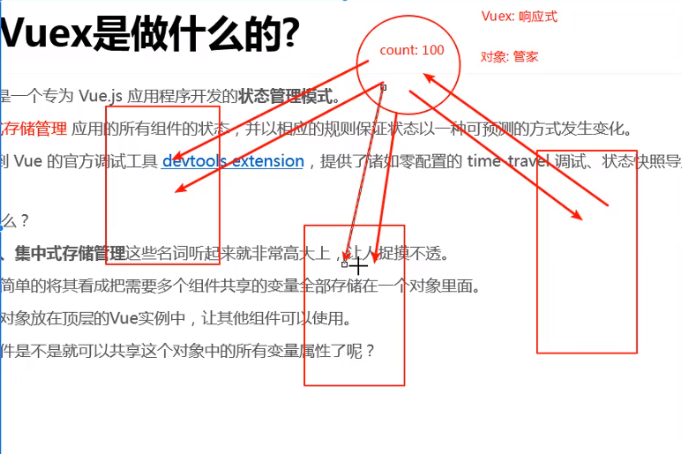 Vuex是做什么的?
Vuex: 响应式
count: 100
对象: 管家
是一个专为 Vue.js 应用程序开发的状态管理模式。
式存储管理 应用的所有组件的状态，并以相应的规则保证状态以一种可预测的方式发生变化。
到 Vue 的官方调试工具 devtools extension，提供了诸如零配置的 time-travel 调试、状态快照导
么？
、集中式存储管理这些名词听起来就非常高大上，让人捉摸不透。
简单的将其看成把需要多个组件共享的变量全部存储在一个对象里面。
对象放在顶层的Vue实例中，让其他组件可以使用。
件是不是就可以共享这个对象中的所有变量属性了呢？